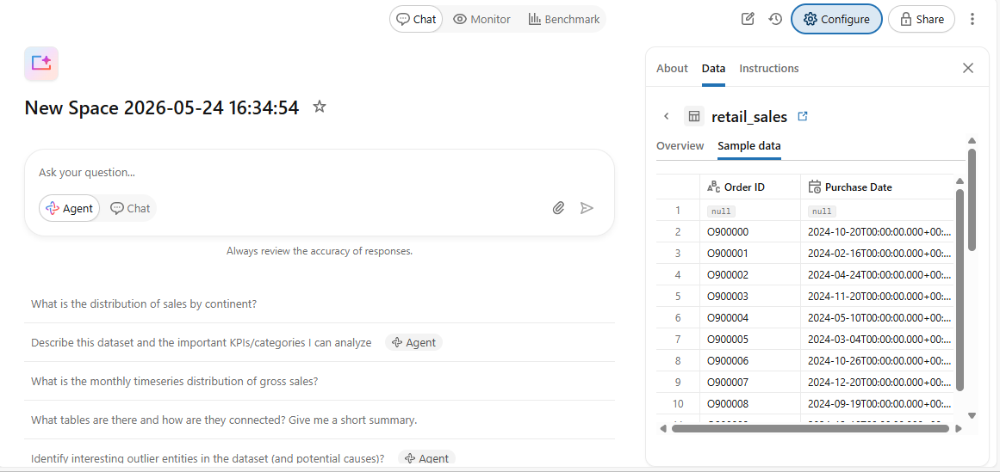 Chat Monitor Benchmark Configure Share
New Space 2026-05-24 16:34:54
Ask your question...
Agent Chat
Always review the accuracy of responses.
What is the distribution of sales by continent?
Describe this dataset and the important KPIs/categories I can analyze Agent
What is the monthly timeseries distribution of gross sales?
What tables are there and how are they connected? Give me a short summary.
Identify interesting outlier entities in the dataset (and potential causes)? Agent
About Data Instructions
retail_sales
Overview Sample data
ABC Order ID Purchase Date
1 null null
2 O900000 2024-10-20T00:00:00.000+00:...
3 O900001 2024-02-16T00:00:00.000+00:...
4 O900002 2024-04-24T00:00:00.000+00:...
5 O900003 2024-11-20T00:00:00.000+00:...
6 O900004 2024-05-10T00:00:00.000+00:...
7 O900005 2024-03-04T00:00:00.000+00:...
8 O900006 2024-10-26T00:00:00.000+00:...
9 O900007 2024-12-20T00:00:00.000+00:...
10 O900008 2024-09-19T00:00:00.000+00:...